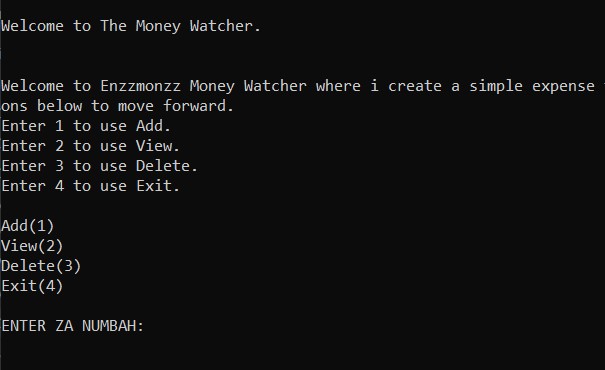 Welcome to The Money Watcher.
Welcome to Enzzmonzz Money Watcher where i create a simple expense
ons below to move forward.
Enter 1 to use Add.
Enter 2 to use View.
Enter 3 to use Delete.
Enter 4 to use Exit.
Add(1)
View(2)
Delete(3)
Exit(4)
ENTER ZA NUMBAH: